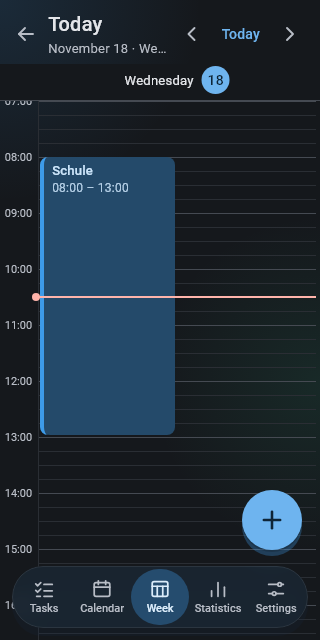 Today
November 18 · We…
Today
Wednesday 18
07:00
08:00
Schule
08:00 – 13:00
09:00
10:00
11:00
12:00
13:00
14:00
15:00
Tasks
Calendar
Week
Statistics
Settings